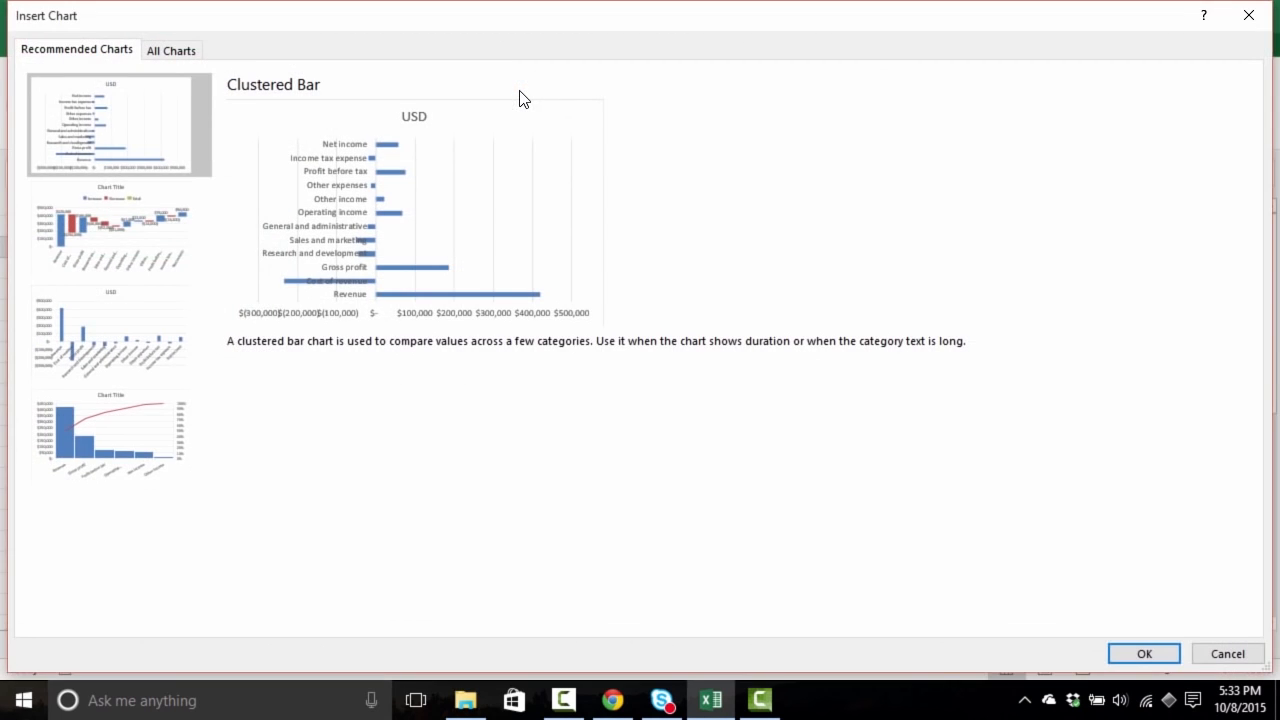 Insert Chart
?
Recommended Charts
All Charts
USD
Chart Title
USD
Chart Title
Clustered Bar
USD
Net income
Income tax expense
Profit before tax
Other expenses
Other income
Operating income
General and administrative
Sales and marketing
Research and development
Gross profit
Cost of revenue
Revenue
$(300,000) $(200,000) $(100,000) $- $100,000 $200,000 $300,000 $400,000 $500,000
A clustered bar chart is used to compare values across a few categories. Use it when the chart shows duration or when the category text is long.
OK
Cancel
Ask me anything
5:33 PM
10/8/2015